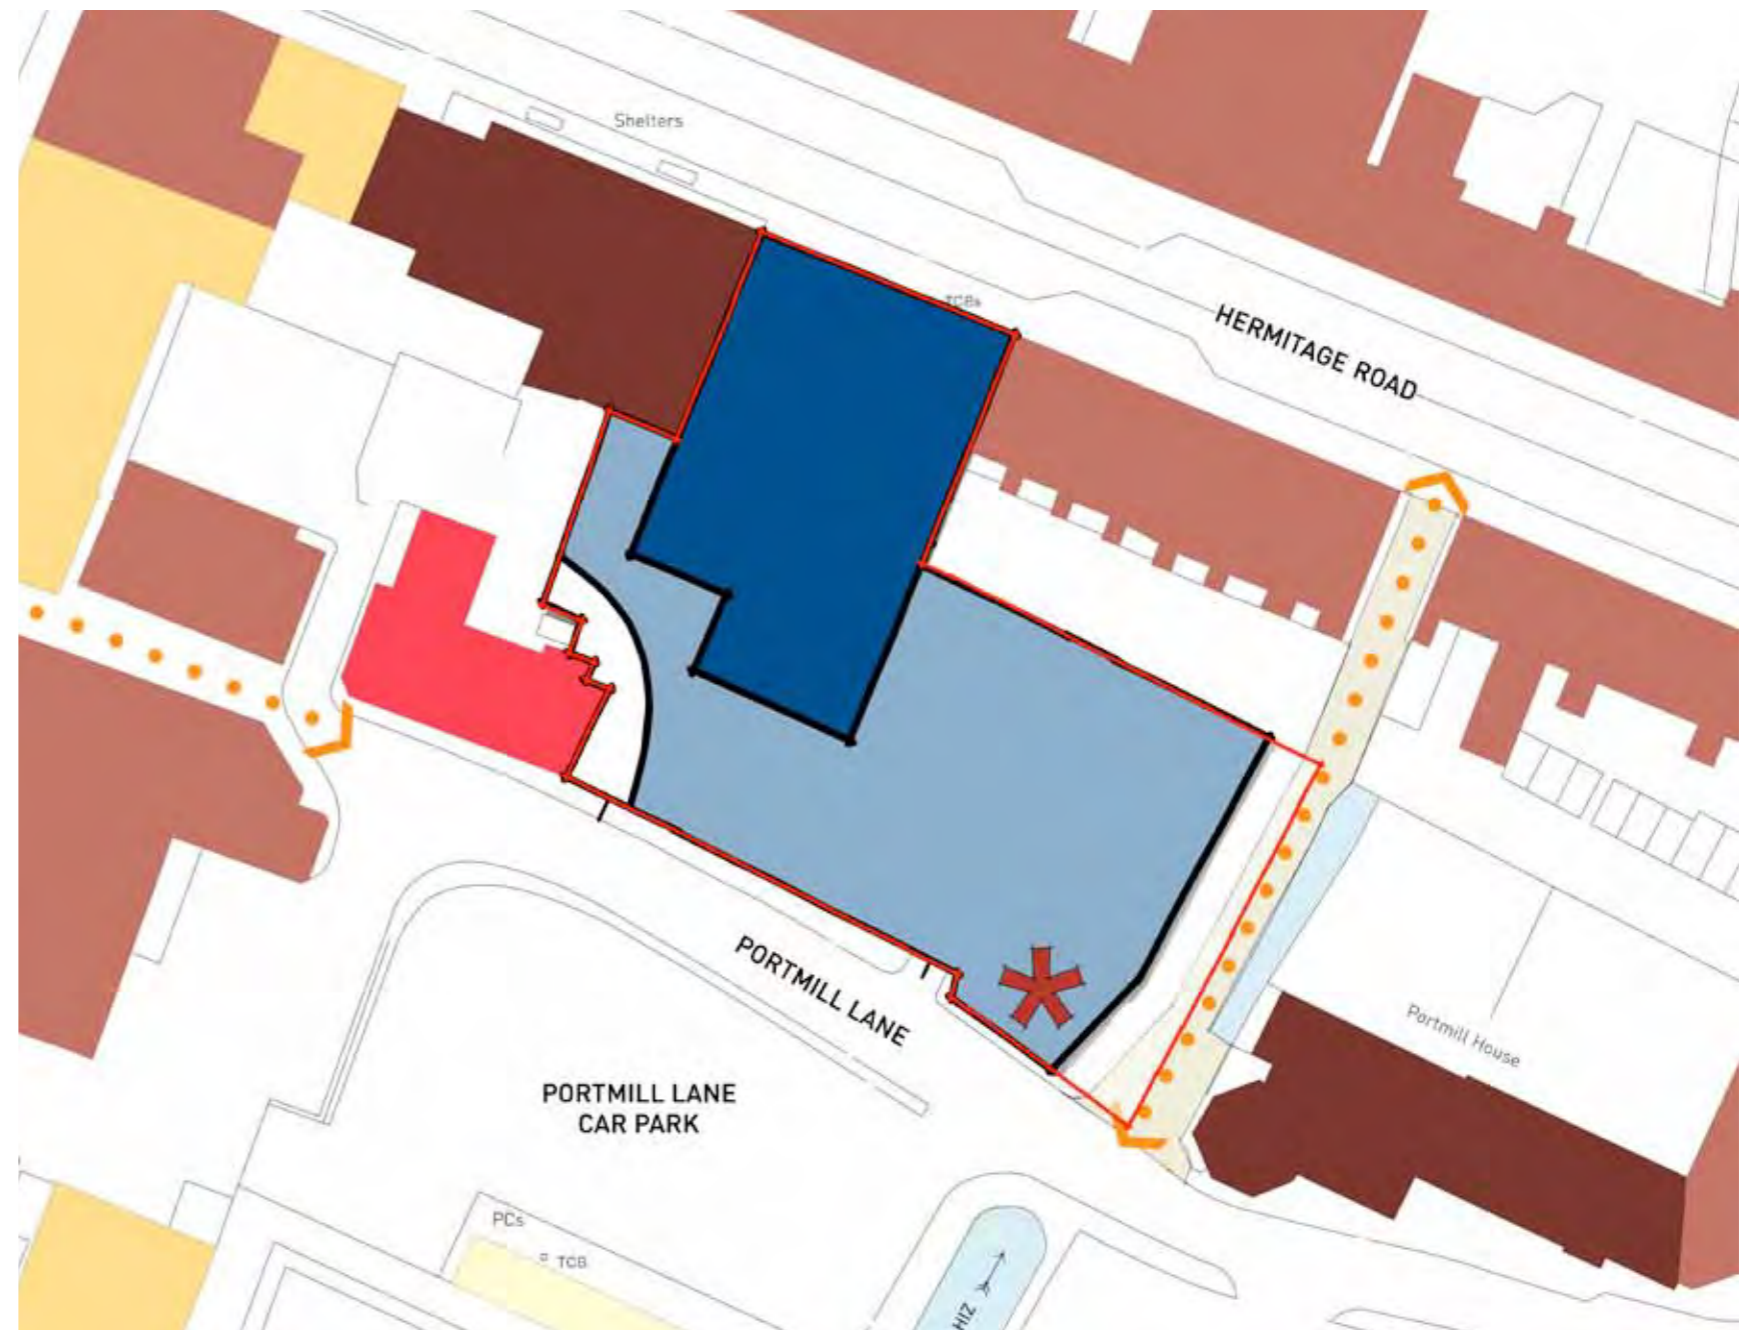 Shelters
TCBs
HERMITAGE ROAD
PORTMILL LANE
Portmill House
PORTMILL LANE
CAR PARK
PCs
TCB
HIZ